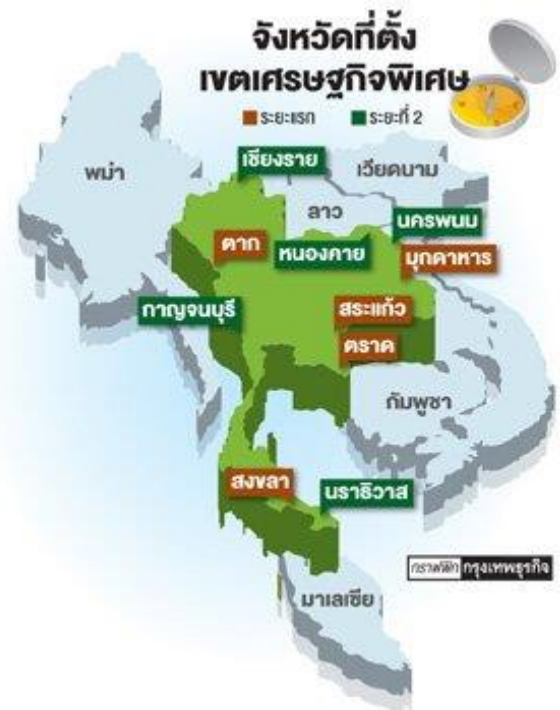 จังหวัดที่ตั้ง
เขตเศรษฐกิจพิเศษ
ระยะแรก ระยะที่ 2
เชียงราย
พม่า
เวียดนาม
ลาว
นครพนม
ตาก
หนองคาย
มุกดาหาร
กาญจนบุรี
สระแก้ว
ตราด
กัมพูชา
สงขลา
นราธิวาส
กราฟฟิก กรุงเทพธุรกิจ
มาเลเซีย